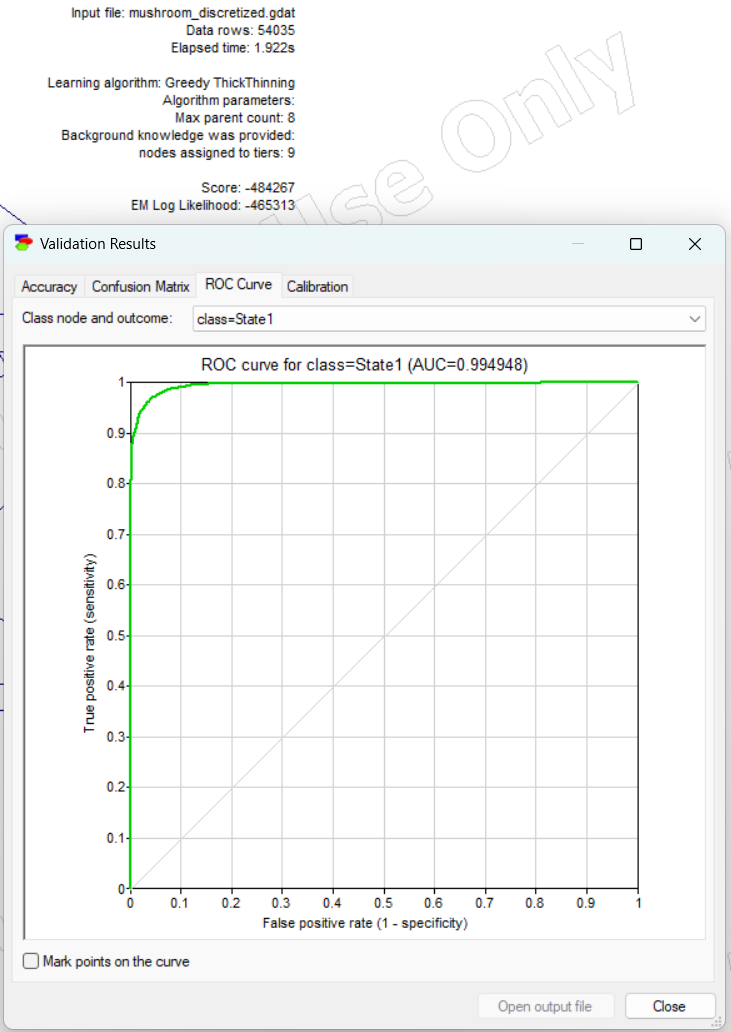 Input file: mushroom_discretized.gdat
Data rows: 54035
Elapsed time: 1.922s
Learning algorithm: Greedy ThickThinning
Algorithm parameters:
Max parent count: 8
Background knowledge was provided:
nodes assigned to tiers: 9
Score: -484267
EM Log Likelihood: -465313
use Only
Validation Results
Accuracy
Confusion Matrix
ROC Curve
Calibration
Class node and outcome:
class=State1
ROC curve for class=State1 (AUC=0.994948)
True positive rate (sensitivity)
1
0.9
0.8
0.7
0.6
0.5
0.4
0.3
0.2
0.1
0
0 0.1 0.2 0.3 0.4 0.5 0.6 0.7 0.8 0.9 1
False positive rate (1 - specificity)
Mark points on the curve
Open output file
Close